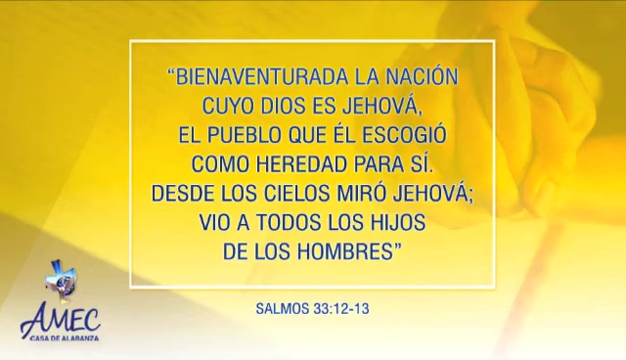 “BIENAVENTURADA LA NACIÓN
CUYO DIOS ES JEHOVÁ,
EL PUEBLO QUE ÉL ESCOGIÓ
COMO HEREDAD PARA SÍ.
DESDE LOS CIELOS MIRÓ JEHOVÁ;
VIO A TODOS LOS HIJOS
DE LOS HOMBRES”
SALMOS 33:12-13
AMEC
CASA DE ALABANZA